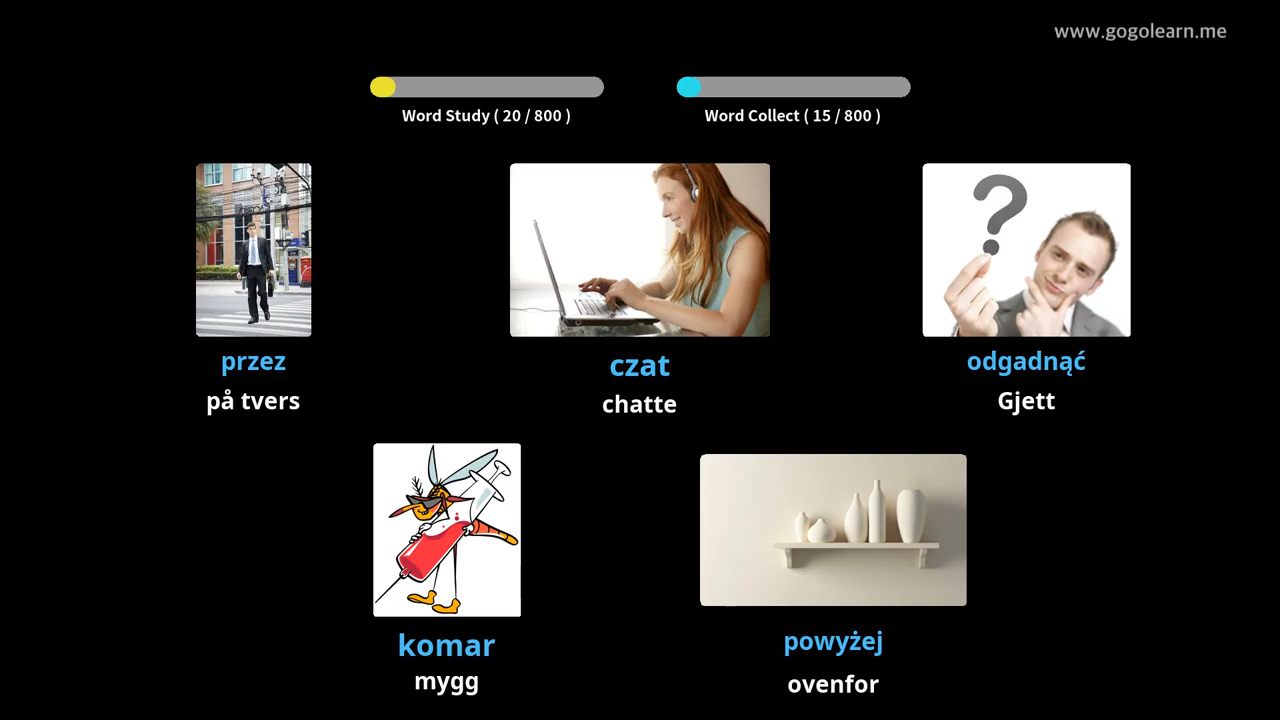 www.gogolearn.me
Word Study ( 20 / 800 )
Word Collect ( 15 / 800 )
przez
på tvers
czat
chatte
odgadnąć
Gjett
komar
mygg
powyżej
ovenfor